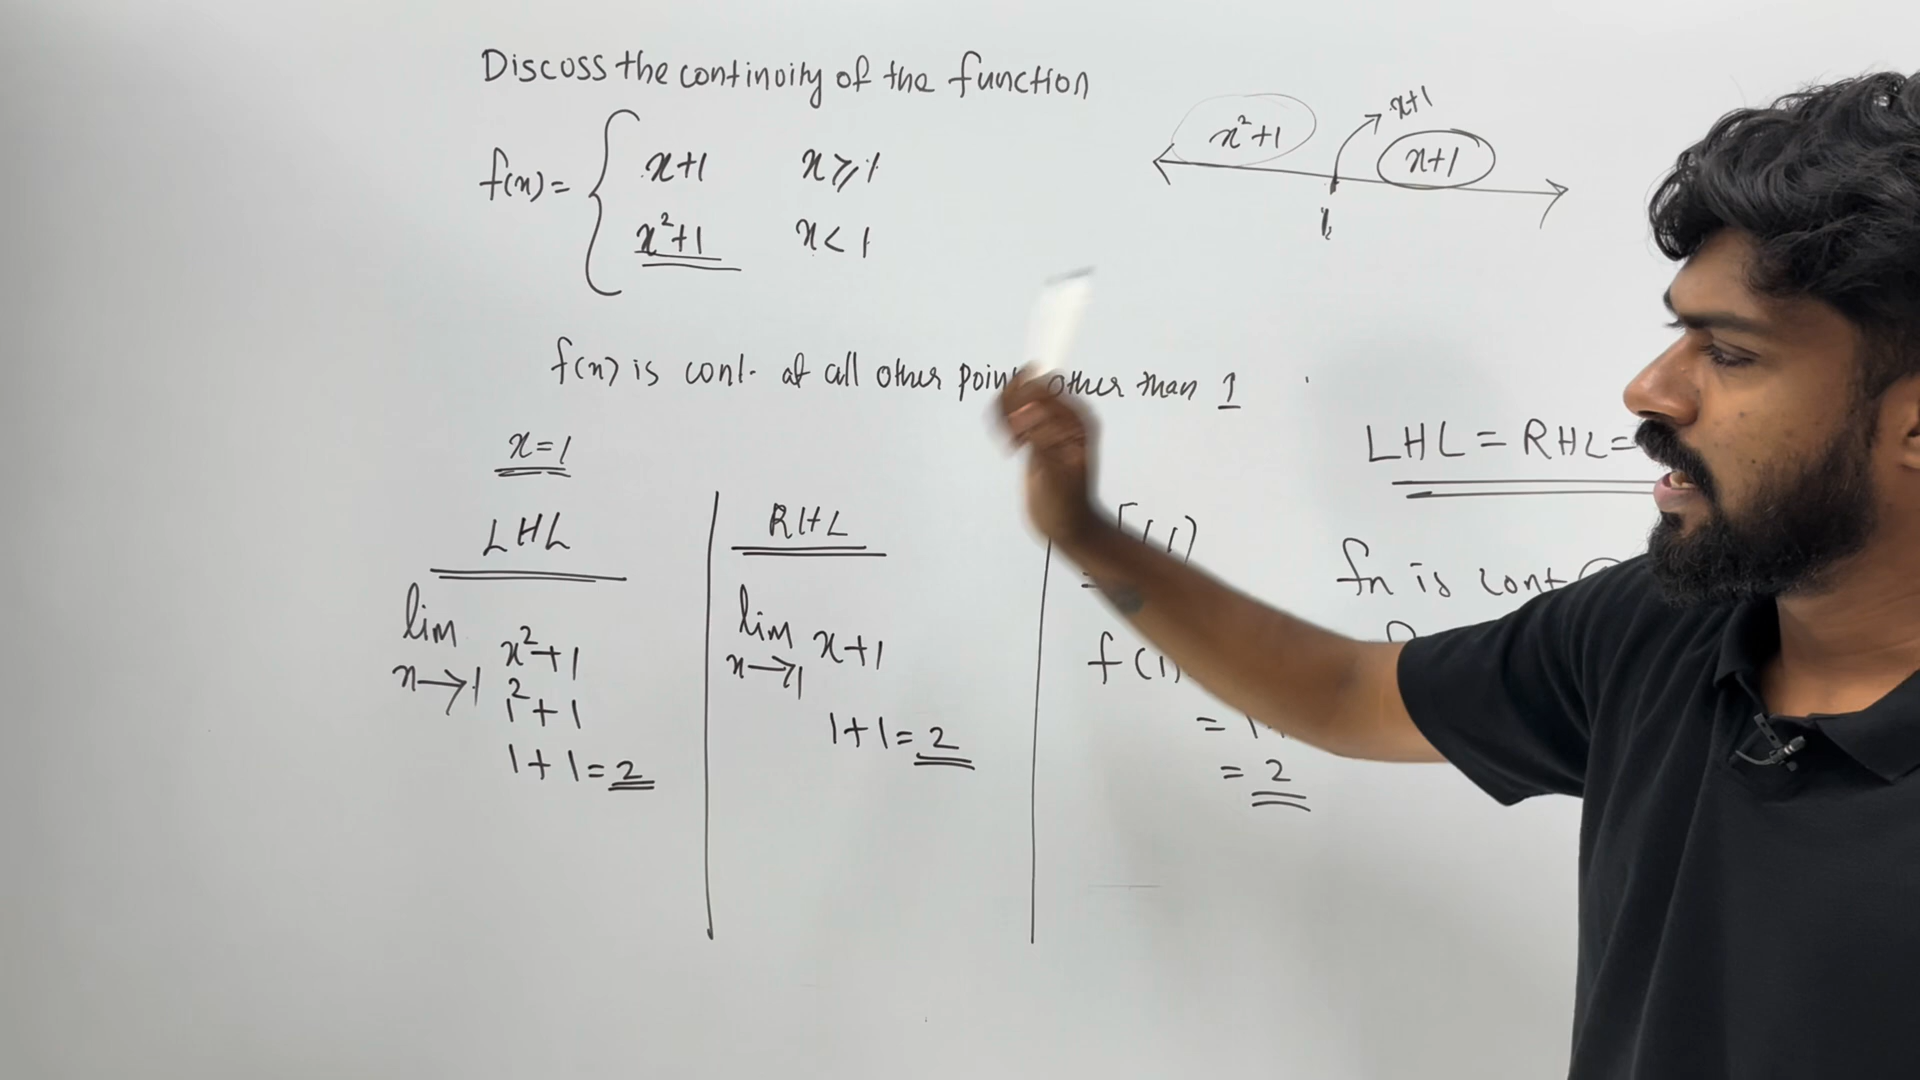 Discuss the continuity of the function
f(x) = { x+1 x ≥ 1
x²+1 x < 1
x²+1
x+1
x+1
1
f(x) is cont. at all other other than 1
x=1
LHL
lim x→1 x²+1
1²+1
1+1=2
RHL
lim x→1 x+1
1+1=2
f(1
= 2
LHL = RHL =
fn is cont